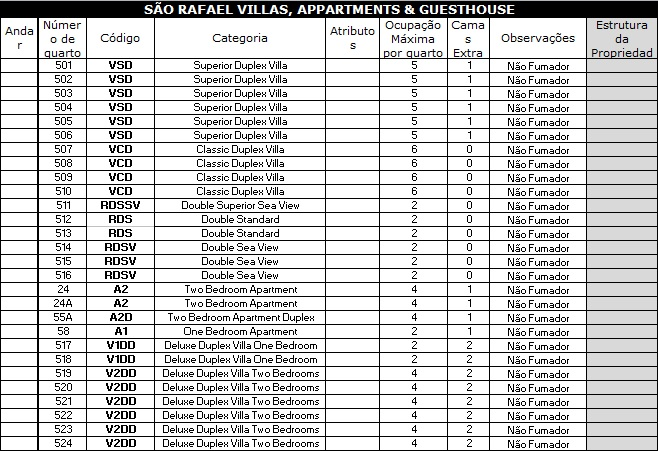 SÃO RAFAEL VILLAS, APPARTMENTS & GUESTHOUSE
Andar Número de quarto Código Categoria Atributos Ocupação Máxima por quarto Camas Extra Observações Estrutura da Propriedad
501 VSD Superior Duplex Villa 5 1 Não Fumador
502 VSD Superior Duplex Villa 5 1 Não Fumador
503 VSD Superior Duplex Villa 5 1 Não Fumador
504 VSD Superior Duplex Villa 5 1 Não Fumador
505 VSD Superior Duplex Villa 5 1 Não Fumador
506 VSD Superior Duplex Villa 5 1 Não Fumador
507 VCD Classic Duplex Villa 6 0 Não Fumador
508 VCD Classic Duplex Villa 6 0 Não Fumador
509 VCD Classic Duplex Villa 6 0 Não Fumador
510 VCD Classic Duplex Villa 6 0 Não Fumador
511 RDSSV Double Superior Sea View 2 0 Não Fumador
512 RDS Double Standard 2 0 Não Fumador
513 RDS Double Standard 2 0 Não Fumador
514 RDSV Double Sea View 2 0 Não Fumador
515 RDSV Double Sea View 2 0 Não Fumador
516 RDSV Double Sea View 2 0 Não Fumador
24 A2 Two Bedroom Apartment 4 1 Não Fumador
24A A2 Two Bedroom Apartment 4 1 Não Fumador
55A A2D Two Bedroom Apartment Duplex 4 1 Não Fumador
58 A1 One Bedroom Apartment 2 1 Não Fumador
517 V1DD Deluxe Duplex Villa One Bedroom 2 2 Não Fumador
518 V1DD Deluxe Duplex Villa One Bedroom 2 2 Não Fumador
519 V2DD Deluxe Duplex Villa Two Bedrooms 4 2 Não Fumador
520 V2DD Deluxe Duplex Villa Two Bedrooms 4 2 Não Fumador
521 V2DD Deluxe Duplex Villa Two Bedrooms 4 2 Não Fumador
522 V2DD Deluxe Duplex Villa Two Bedrooms 4 2 Não Fumador
523 V2DD Deluxe Duplex Villa Two Bedrooms 4 2 Não Fumador
524 V2DD Deluxe Duplex Villa Two Bedrooms 4 2 Não Fumador